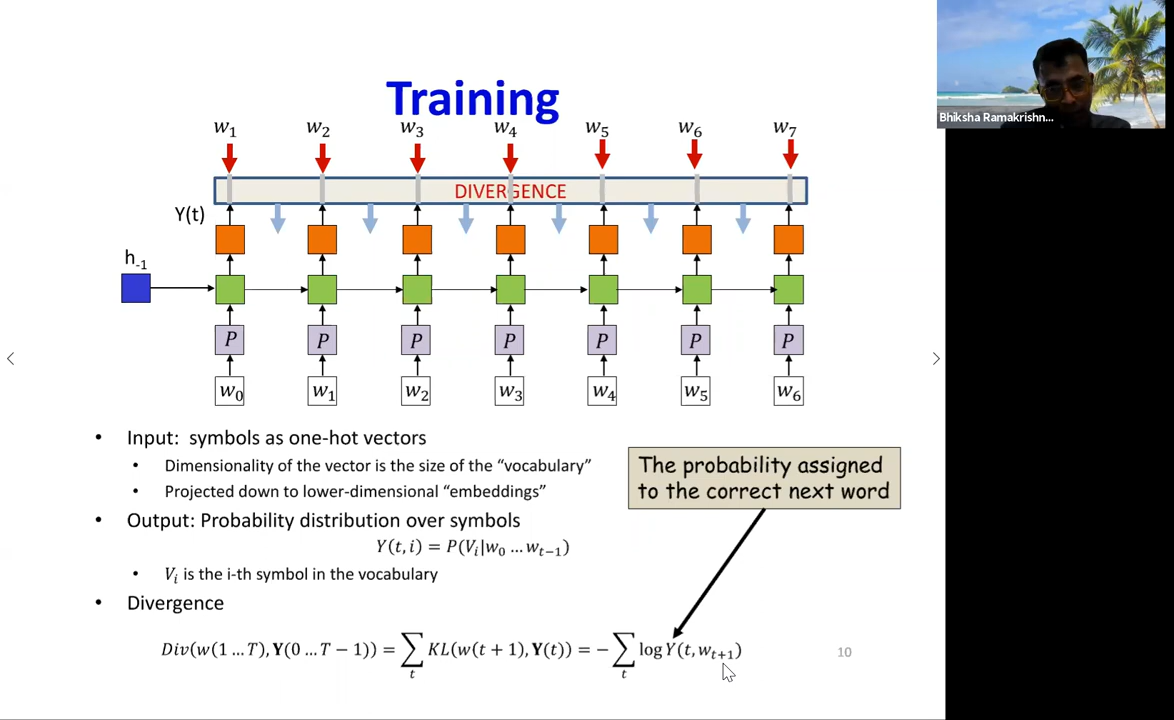 Training
w₁ w₂ w₃ w₄ w₅ w₆ w₇
DIVERGENCE
Y(t)
h₋₁
P P P P P P P
w₀ w₁ w₂ w₃ w₄ w₅ w₆
• Input: symbols as one-hot vectors
• Dimensionality of the vector is the size of the “vocabulary”
• Projected down to lower-dimensional “embeddings”
• Output: Probability distribution over symbols
Y(t, i) = P(Vᵢ|w₀ … wₜ₋₁)
• Vᵢ is the i-th symbol in the vocabulary
• Divergence
Div(w(1 … T), Y(0 … T − 1)) = ∑ₜ KL(w(t + 1), Y(t)) = − ∑ₜ log Y(t, wₜ₊₁)
The probability assigned
to the correct next word
10
Bhiksha Ramakrishn...